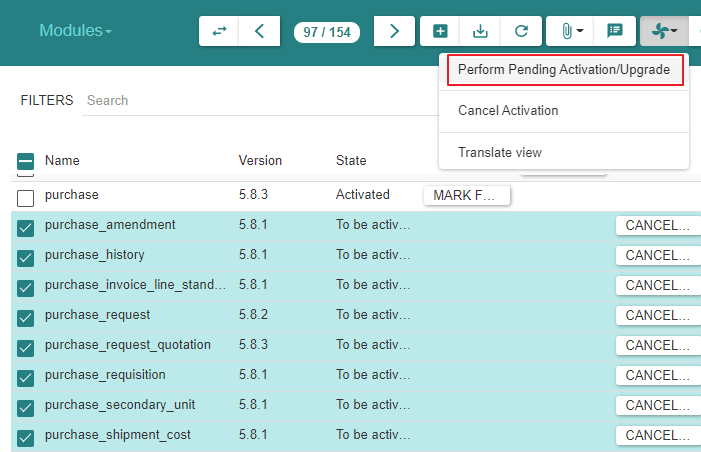 Modules
97 / 154
Perform Pending Activation/Upgrade
Cancel Activation
Translate view
FILTERS Search
Name Version State
purchase 5.8.3 Activated MARK F...
purchase_amendment 5.8.1 To be activ... CANCEL...
purchase_history 5.8.1 To be activ... CANCEL...
purchase_invoice_line_stand... 5.8.1 To be activ... CANCEL...
purchase_request 5.8.2 To be activ... CANCEL...
purchase_request_quotation 5.8.3 To be activ... CANCEL...
purchase_requisition 5.8.1 To be activ... CANCEL...
purchase_secondary_unit 5.8.1 To be activ... CANCEL...
purchase_shipment_cost 5.8.1 To be activ... CANCEL...